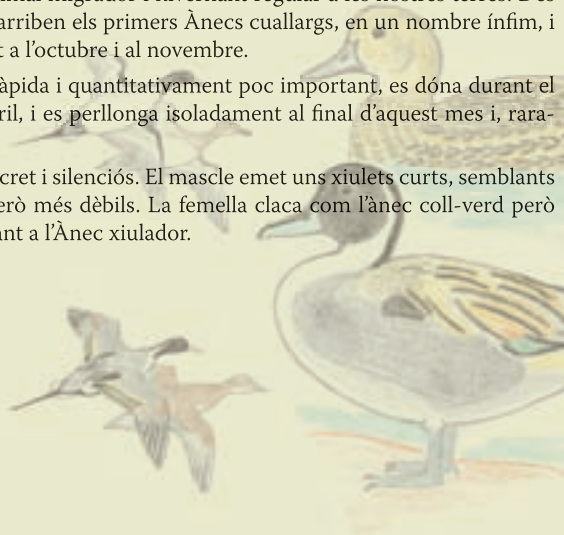 arriben els primers Ànecs cuallargs, en un nombre ínfim, i
t a l'octubre i al novembre.
àpida i quantitativament poc important, es dóna durant el
ril, i es perllonga isoladament al final d'aquest mes i, rara-
cret i silenciós. El mascle emet uns xiulets curts, semblants
erò més dèbils. La femella claca com l'ànec coll-verd però
ant a l'Ànec xiulador.